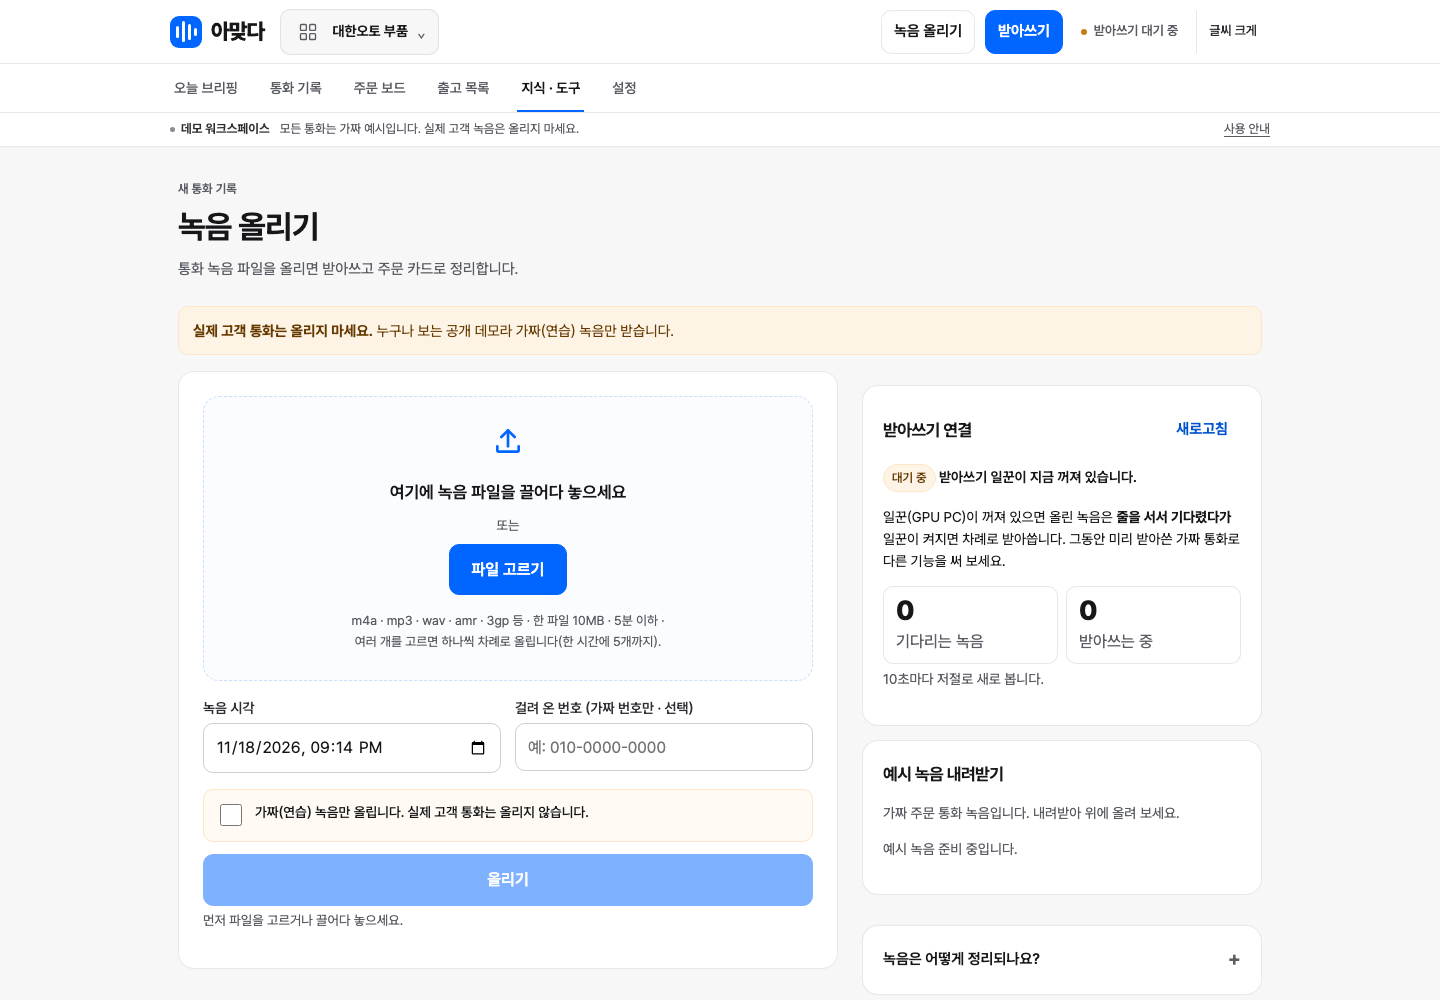 아맞다
대한오토 부품
녹음 올리기
받아쓰기
받아쓰기 대기 중
글씨 크게
오늘 브리핑
통화 기록
주문 보드
출고 목록
지식 · 도구
설정
데모 워크스페이스 모든 통화는 가짜 예시입니다. 실제 고객 녹음은 올리지 마세요.
사용 안내
새 통화 기록
녹음 올리기
통화 녹음 파일을 올리면 받아쓰고 주문 카드로 정리합니다.
실제 고객 통화는 올리지 마세요. 누구나 보는 공개 데모라 가짜(연습) 녹음만 받습니다.
여기에 녹음 파일을 끌어다 놓으세요
또는
파일 고르기
m4a · mp3 · wav · amr · 3gp 등 · 한 파일 10MB · 5분 이하 ·
여러 개를 고르면 하나씩 차례로 올립니다(한 시간에 5개까지).
녹음 시각
11/18/2026, 09:14 PM
걸려 온 번호 (가짜 번호만 · 선택)
예: 010-0000-0000
가짜(연습) 녹음만 올립니다. 실제 고객 통화는 올리지 않습니다.
올리기
먼저 파일을 고르거나 끌어다 놓으세요.
받아쓰기 연결
새로고침
대기 중 받아쓰기 일꾼이 지금 꺼져 있습니다.
일꾼(GPU PC)이 꺼져 있으면 올린 녹음은 줄을 서서 기다렸다가
일꾼이 켜지면 차례로 받아씁니다. 그동안 미리 받아쓴 가짜 통화로
다른 기능을 써 보세요.
0
기다리는 녹음
0
받아쓰는 중
10초마다 저절로 새로 봅니다.
예시 녹음 내려받기
가짜 주문 통화 녹음입니다. 내려받아 위에 올려 보세요.
예시 녹음 준비 중입니다.
녹음은 어떻게 정리되나요?
+